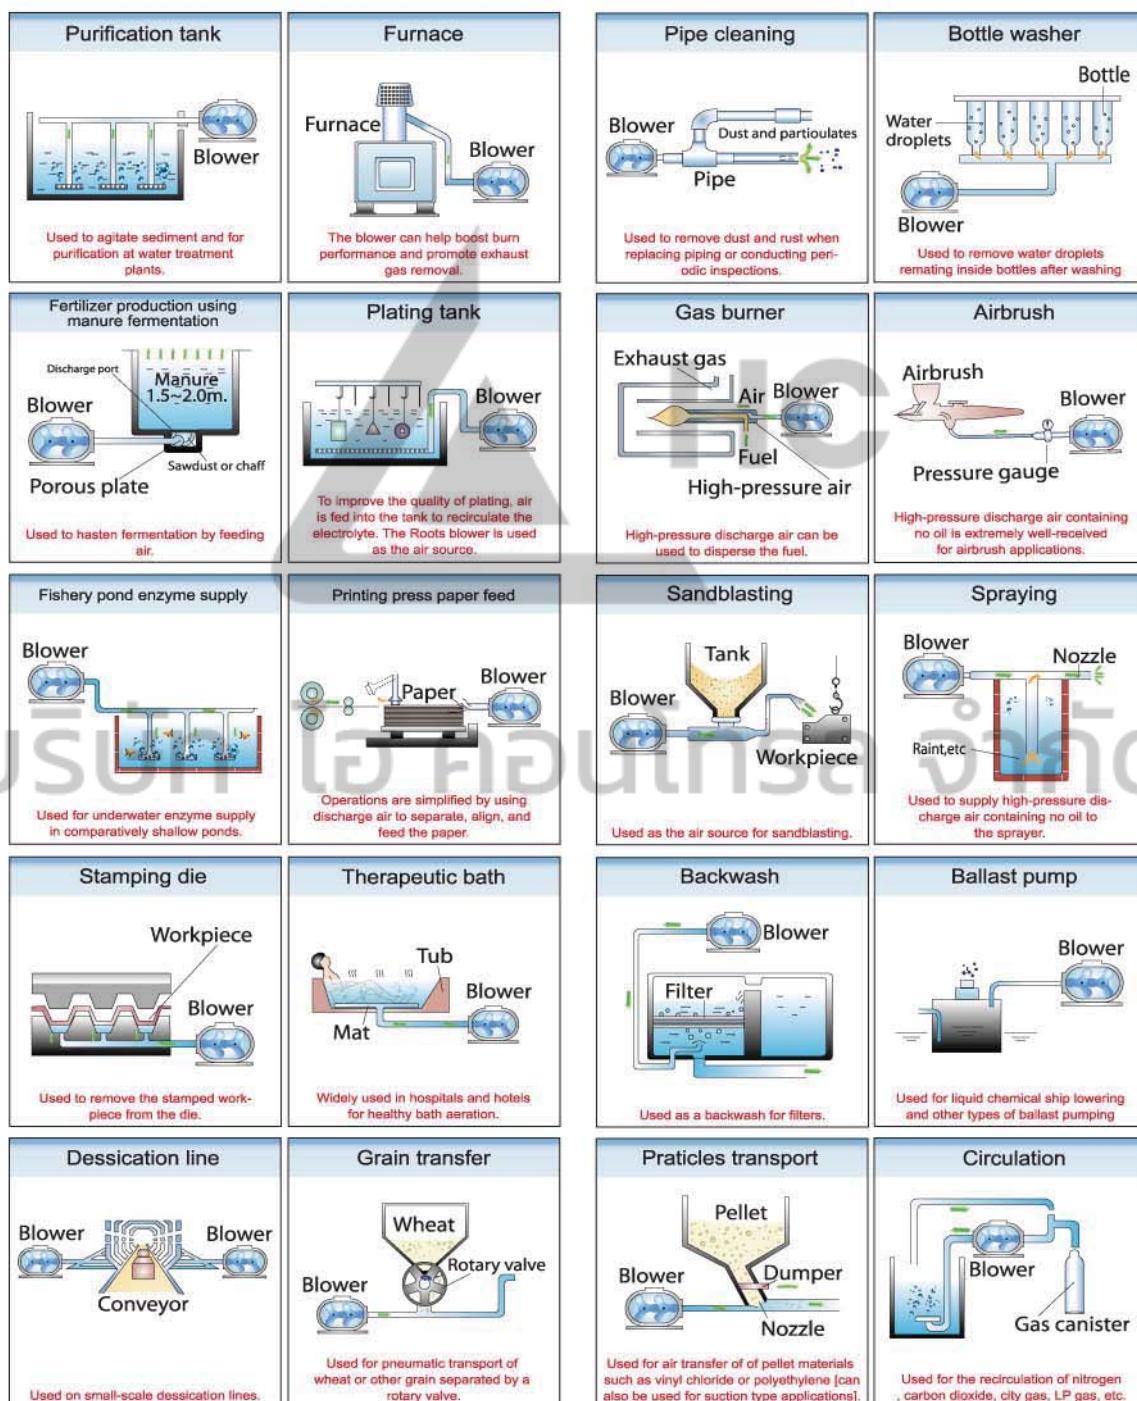 Purification tank
Blower
Used to agitate sediment and for
purification at water treatment
plants.
Furnace
Furnace
Blower
The blower can help boost burn
performance and promote exhaust
gas removal.
Pipe cleaning
Blower
Dust and partioulates
Pipe
Used to remove dust and rust when
replacing piping or conducting peri-
odic inspections.
Bottle washer
Bottle
Water
droplets
Blower
Used to remove water droplets
remating inside bottles after washing
Fertilizer production using
manure fermentation
Discharge port
Manure
1.5~2.0m.
Blower
Sawdust or chaff
Porous plate
Used to hasten fermentation by feeding
air.
Plating tank
Blower
To improve the quality of plating, air
is fed into the tank to recirculate the
electrolyte. The Roots blower is used
as the air source.
Gas burner
Exhaust gas
Air
Blower
Fuel
High-pressure air
High-pressure discharge air can be
used to disperse the fuel.
Airbrush
Airbrush
Blower
Pressure gauge
High-pressure discharge air containing
no oil is extremely well-received
for airbrush applications.
IIC
Fishery pond enzyme supply
Blower
Used for underwater enzyme supply
in comparatively shallow ponds.
Printing press paper feed
Paper
Blower
Operations are simplified by using
discharge air to separate, align, and
feed the paper.
Sandblasting
Tank
Blower
Workpiece
Used as the air source for sandblasting.
Spraying
Blower
Nozzle
Raint,etc
Used to supply high-pressure dis-
charge air containing no oil to
the sprayer.
บริษัท ไอ คอนโทรล จำกัด
Stamping die
Workpiece
Blower
Used to remove the stamped work-
piece from the die.
Therapeutic bath
Tub
Blower
Mat
Widely used in hospitals and hotels
for healthy bath aeration.
Backwash
Blower
Filter
Used as a backwash for filters.
Ballast pump
Blower
Used for liquid chemical ship lowering
and other types of ballast pumping
Dessication line
Blower
Blower
Conveyor
Used on small-scale dessication lines.
Grain transfer
Wheat
Rotary valve
Blower
Used for pneumatic transport of
wheat or other grain separated by a
rotary valve.
Praticles transport
Pellet
Blower
Dumper
Nozzle
Used for air transfer of of pellet materials
such as vinyl chloride or polyethylene [can
also be used for suction type applications].
Circulation
Blower
Gas canister
Used for the recirculation of nitrogen
, carbon dioxide, city gas, LP gas, etc.